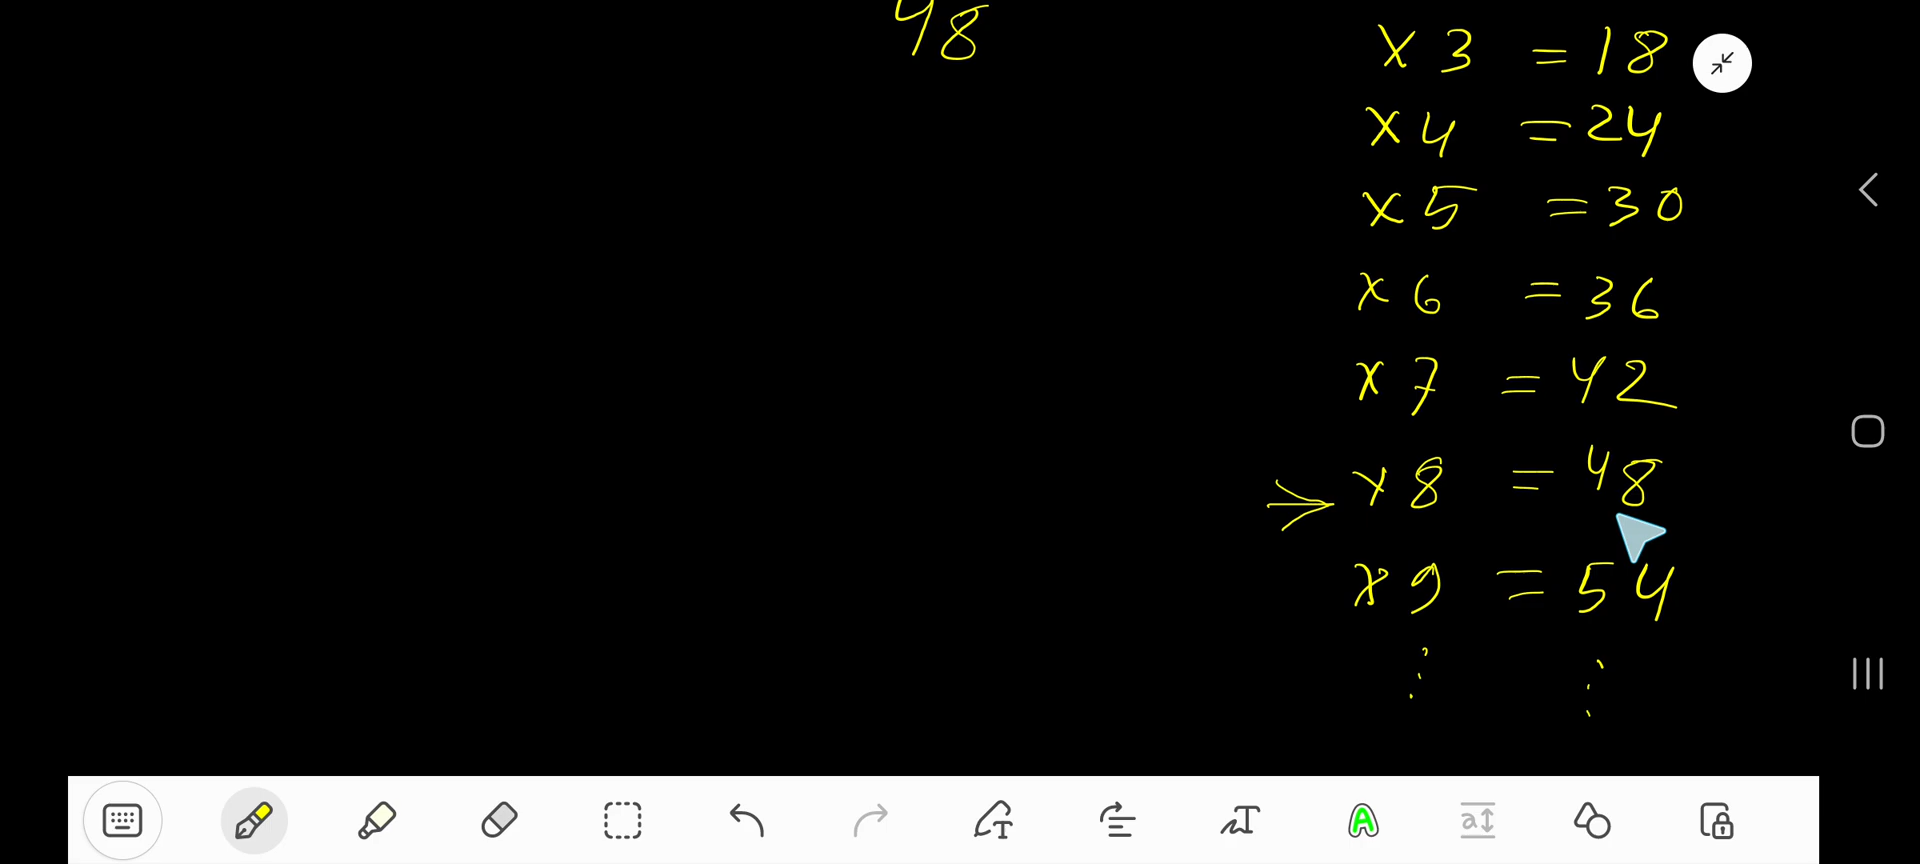 48
x 3 = 18
x 4 = 24
x 5 = 30
x 6 = 36
x 7 = 42
=> x 8 = 48
x 9 = 54
⋮ ⋮